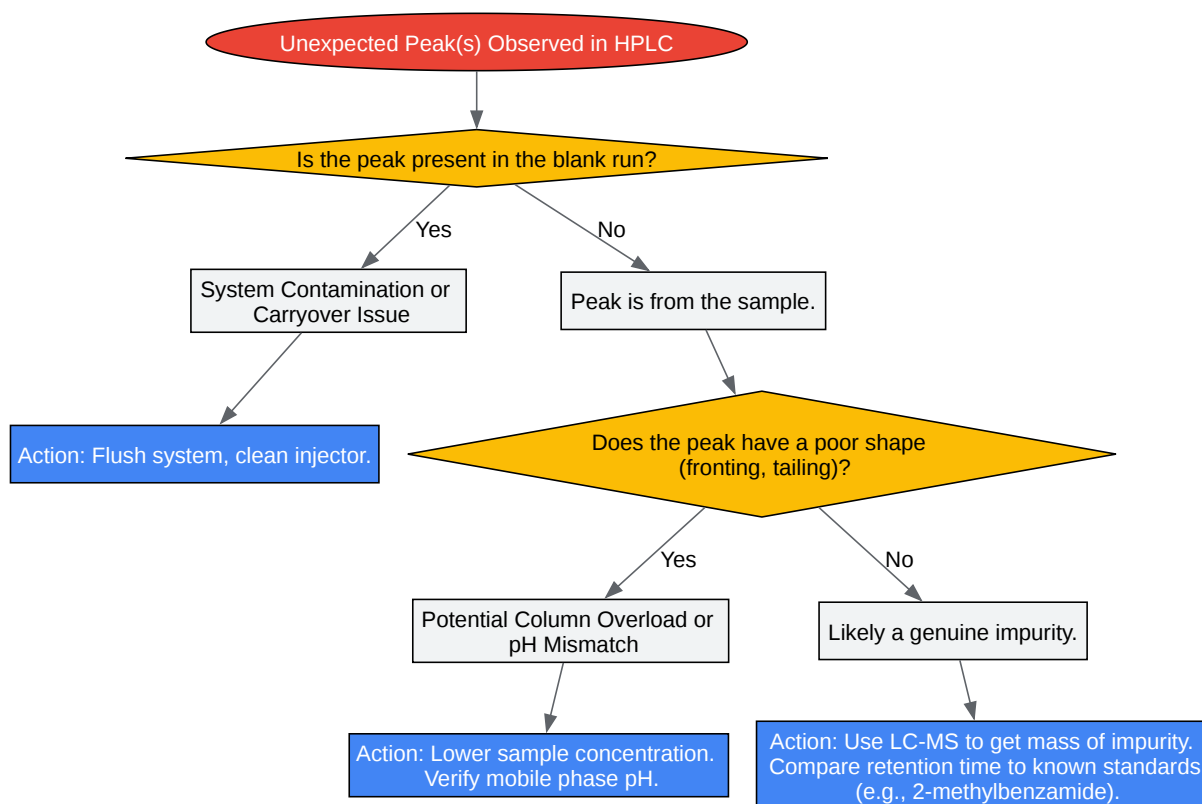 Unexpected Peak(s) Observed in HPLC
Is the peak present in the blank run?
Yes
No
System Contamination or
Carryover Issue
Peak is from the sample.
Action: Flush system, clean injector.
Does the peak have a poor shape
(fronting, tailing)?
Yes
No
Potential Column Overload or
pH Mismatch
Likely a genuine impurity.
Action: Lower sample concentration.
Verify mobile phase pH.
Action: Use LC-MS to get mass of impurity.
Compare retention time to known standards
(e.g., 2-methylbenzamide).